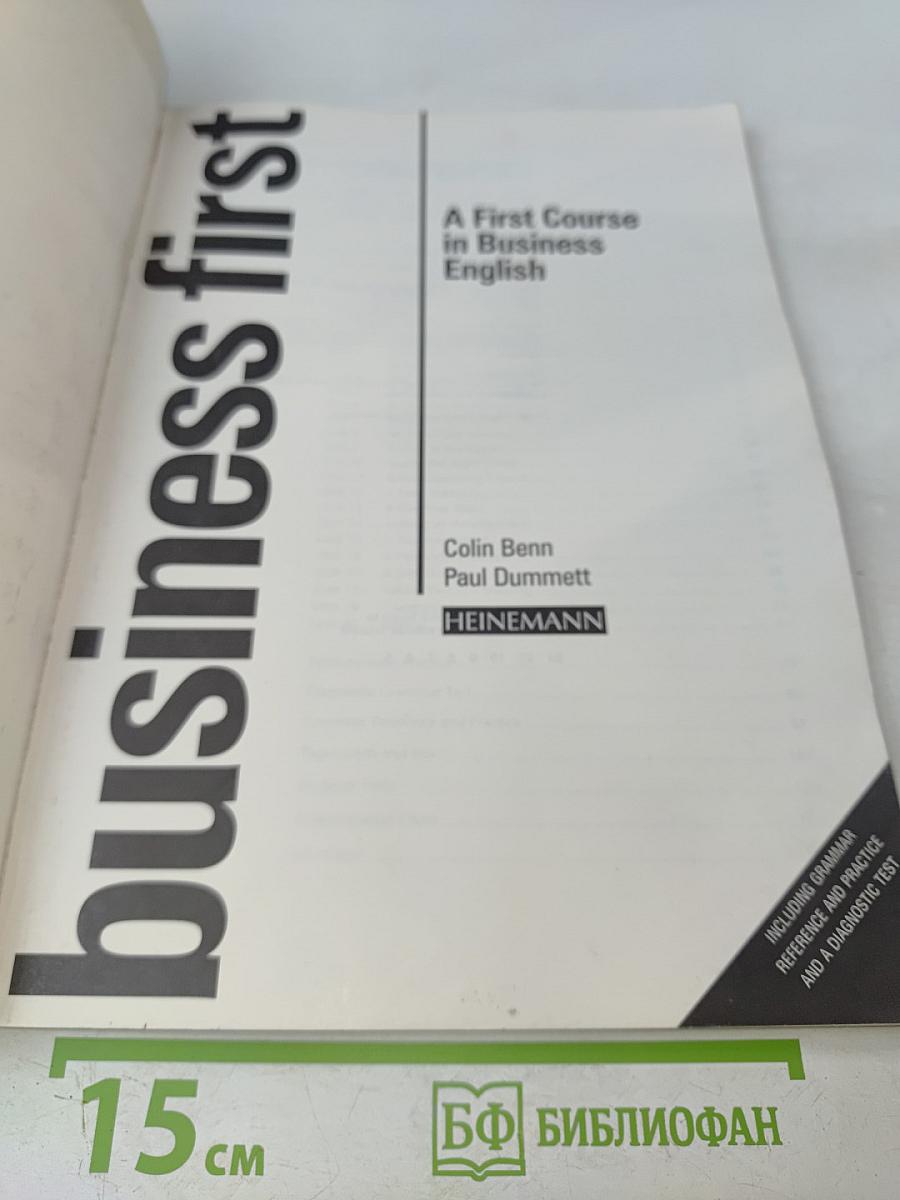 business first
A First Course
in Business
English
Colin Benn
Paul Dummett
HEINEMANN
INCLUDING GRAMMAR
REFERENCE AND PRACTICE
AND A DIAGNOSTIC TEST
15 см
БФ БИБЛИОФАН